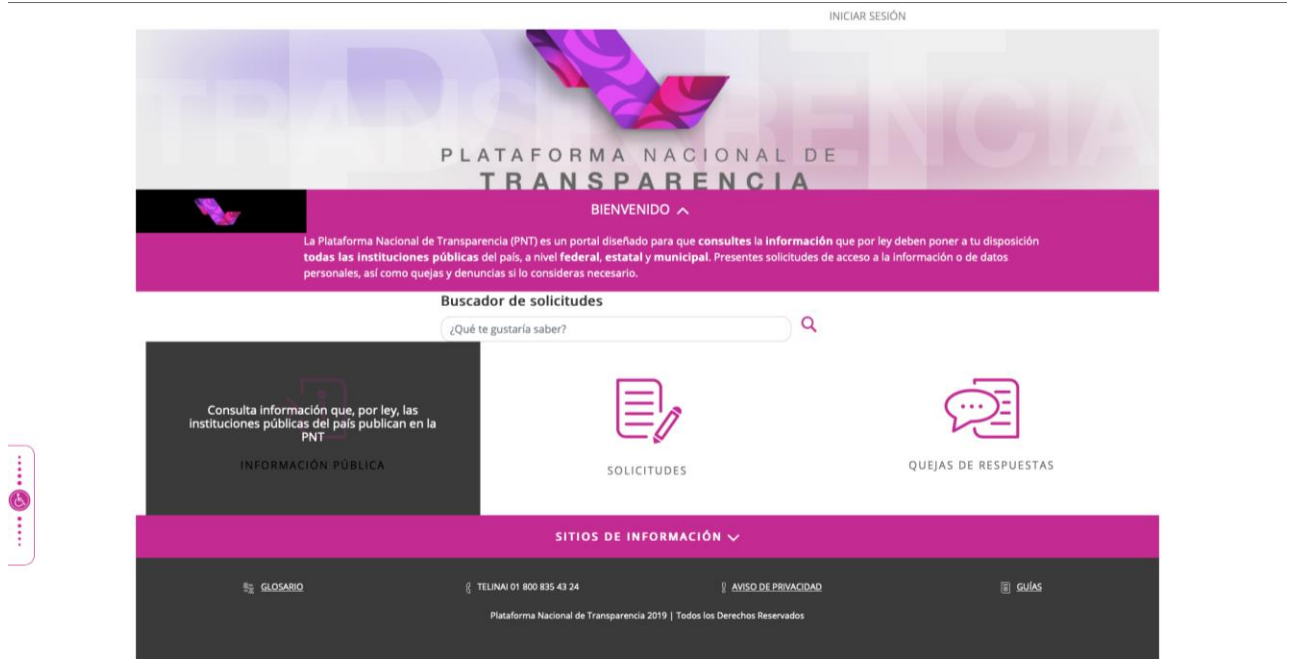 INICIAR SESIÓN
PNT
TRANSPARENCIA
PLATAFORMA NACIONAL DE
TRANSPARENCIA
BIENVENIDO
La Plataforma Nacional de Transparencia (PNT) es un portal diseñado para que consultes la información que por ley deben poner a tu disposición
todas las instituciones públicas del país, a nivel federal, estatal y municipal. Presentes solicitudes de acceso a la información o de datos
personales, así como quejas y denuncias si lo consideras necesario.
Buscador de solicitudes
¿Qué te gustaría saber?
Consulta información que, por ley, las
instituciones públicas del país publican en la
PNT
INFORMACIÓN PÚBLICA
SOLICITUDES
QUEJAS DE RESPUESTAS
SITIOS DE INFORMACIÓN
GLOSARIO
TELINAI 01 800 835 43 24
AVISO DE PRIVACIDAD
GUÍAS
Plataforma Nacional de Transparencia 2019 | Todos los Derechos Reservados